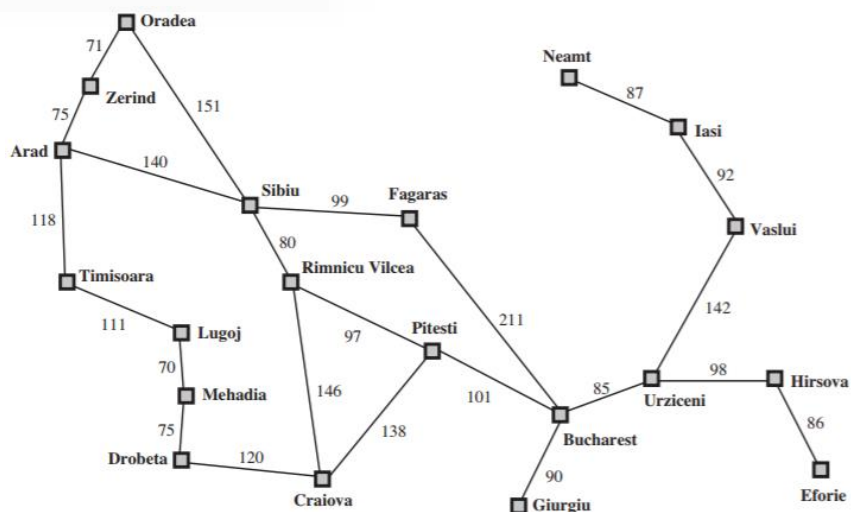 Oradea
71
Neamt
87
Zerind
151
75
Iasi
Arad
140
92
Sibiu
Fagaras
99
118
Vaslui
80
Timisoara
Rimnicu Vilcea
142
111
Pitesti
211
Lugoj
97
70
98
Hirsova
146
101
85
Mehadia
Urziceni
75
138
Bucharest
86
Drobeta
120
90
Craiova
Eforie
Giurgiu